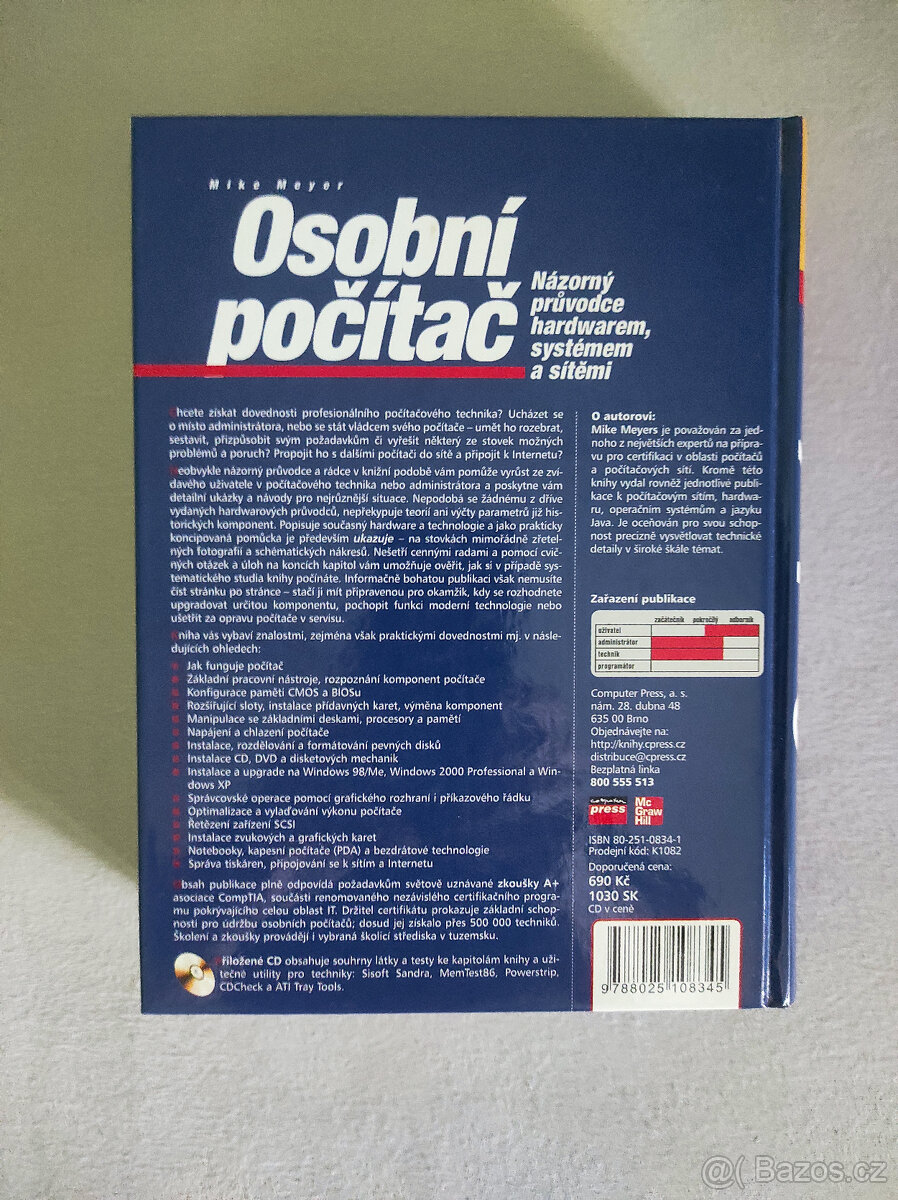 Mike Meyer
Osobní
počítač
Názorný
průvodce
hardwarem,
systémem
a sítěmi
Chcete získat dovednosti profesionálního počítačového technika? Ucházet se
o místo administrátora, nebo se stát vládcem svého počítače – umět ho rozebrat,
sestavit, přizpůsobit svým požadavkům či vyřešit některý ze stovek možných
problémů a poruch? Propojit ho s dalšími počítači do sítě a připojit k Internetu?
Neobvykle názorný průvodce a rádce v knižní podobě vám pomůže vyrůst ze zví-
davého uživatele v počítačového technika nebo administrátora a poskytne vám
detailní ukázky a návody pro nejrůznější situace. Nepodobá se žádnému z dříve
vydaných hardwarových průvodců, nepřekypuje teorií ani výčty parametrů již his-
torických komponent. Popisuje současný hardware a technologie a jako prakticky
koncipovaná pomůcka je především ukazuje – na stovkách mimořádně zřetel-
ných fotografií a schématických nákresů. Nešetří cennými radami a pomocí cvič-
ných otázek a úloh na koncích kapitol vám umožňuje ověřit, jak si v případě sys-
tematického studia knihy počínáte. Informačně bohatou publikaci však nemusíte
číst stránku po stránce – stačí ji mít připravenou pro okamžik, kdy se rozhodnete
upgradovat určitou komponentu, pochopit funkci moderní technologie nebo
ušetřit za opravu počítače v servisu.
Kniha vás vybaví znalostmi, zejména však praktickými dovednostmi mj. v násle-
dujících ohledech:
Jak funguje počítač
Základní pracovní nástroje, rozpoznání komponent počítače
Konfigurace pamětí CMOS a BIOSu
Rozšiřující sloty, instalace přídavných karet, výměna komponent
Manipulace se základními deskami, procesory a pamětí
Napájení a chlazení počítače
Instalace, rozdělování a formátování pevných disků
Instalace CD, DVD a disketových mechanik
Instalace a upgrade na Windows 98/Me, Windows 2000 Professional a Win-
dows XP
Správcovské operace pomocí grafického rozhraní i příkazového řádku
Optimalizace a vylaďování výkonu počítače
Řetězení zařízení SCSI
Instalace zvukových a grafických karet
Notebooky, kapesní počítače (PDA) a bezdrátové technologie
Správa tiskáren, připojování se k sítím a Internetu
Obsah publikace plně odpovídá požadavkům světově uznávané zkoušky A+
asociace CompTIA, součásti renomovaného nezávislého certifikačního progra-
mu pokrývajícího celou oblast IT. Držitel certifikátu prokazuje základní schop-
nosti pro údržbu osobních počítačů; dosud jej získalo přes 500 000 techniků.
Školení a zkoušky provádějí i vybraná školící střediska v tuzemsku.
Přiložené CD obsahuje souhrny látky a testy ke kapitolám knihy a uži-
tečné utility pro techniky: Sisoft Sandra, MemTest86, Powerstrip,
CDCheck a ATI Tray Tools.
O autorovi:
Mike Meyers je považován za jed-
noho z největších expertů na přípra-
vu pro certifikaci v oblasti počítačů
a počítačových sítí. Kromě této
knihy vydal rovněž jednotlivé publi-
kace k počítačovým sítím, hardwa-
ru, operačním systémům a jazyku
Java. Je oceňován pro svou schop-
nost precizně vysvětlovat technické
detaily v široké škále témat.
Zařazení publikace
začátečník pokročilý odborník
uživatel
administrátor
technik
programátor
Computer Press, a. s.
nám. 28. dubna 48
635 00 Brno
Objednávejte na:
http://knihy.cpress.cz
distribuce@cpress.cz
Bezplatná linka
800 555 513
computer
press
Mc
Graw
Hill
ISBN 80-251-0834-1
Prodejní kód: K1082
Doporučená cena:
690 Kč
1030 SK
CD v ceně
9788025108345
@( Bazos.cz